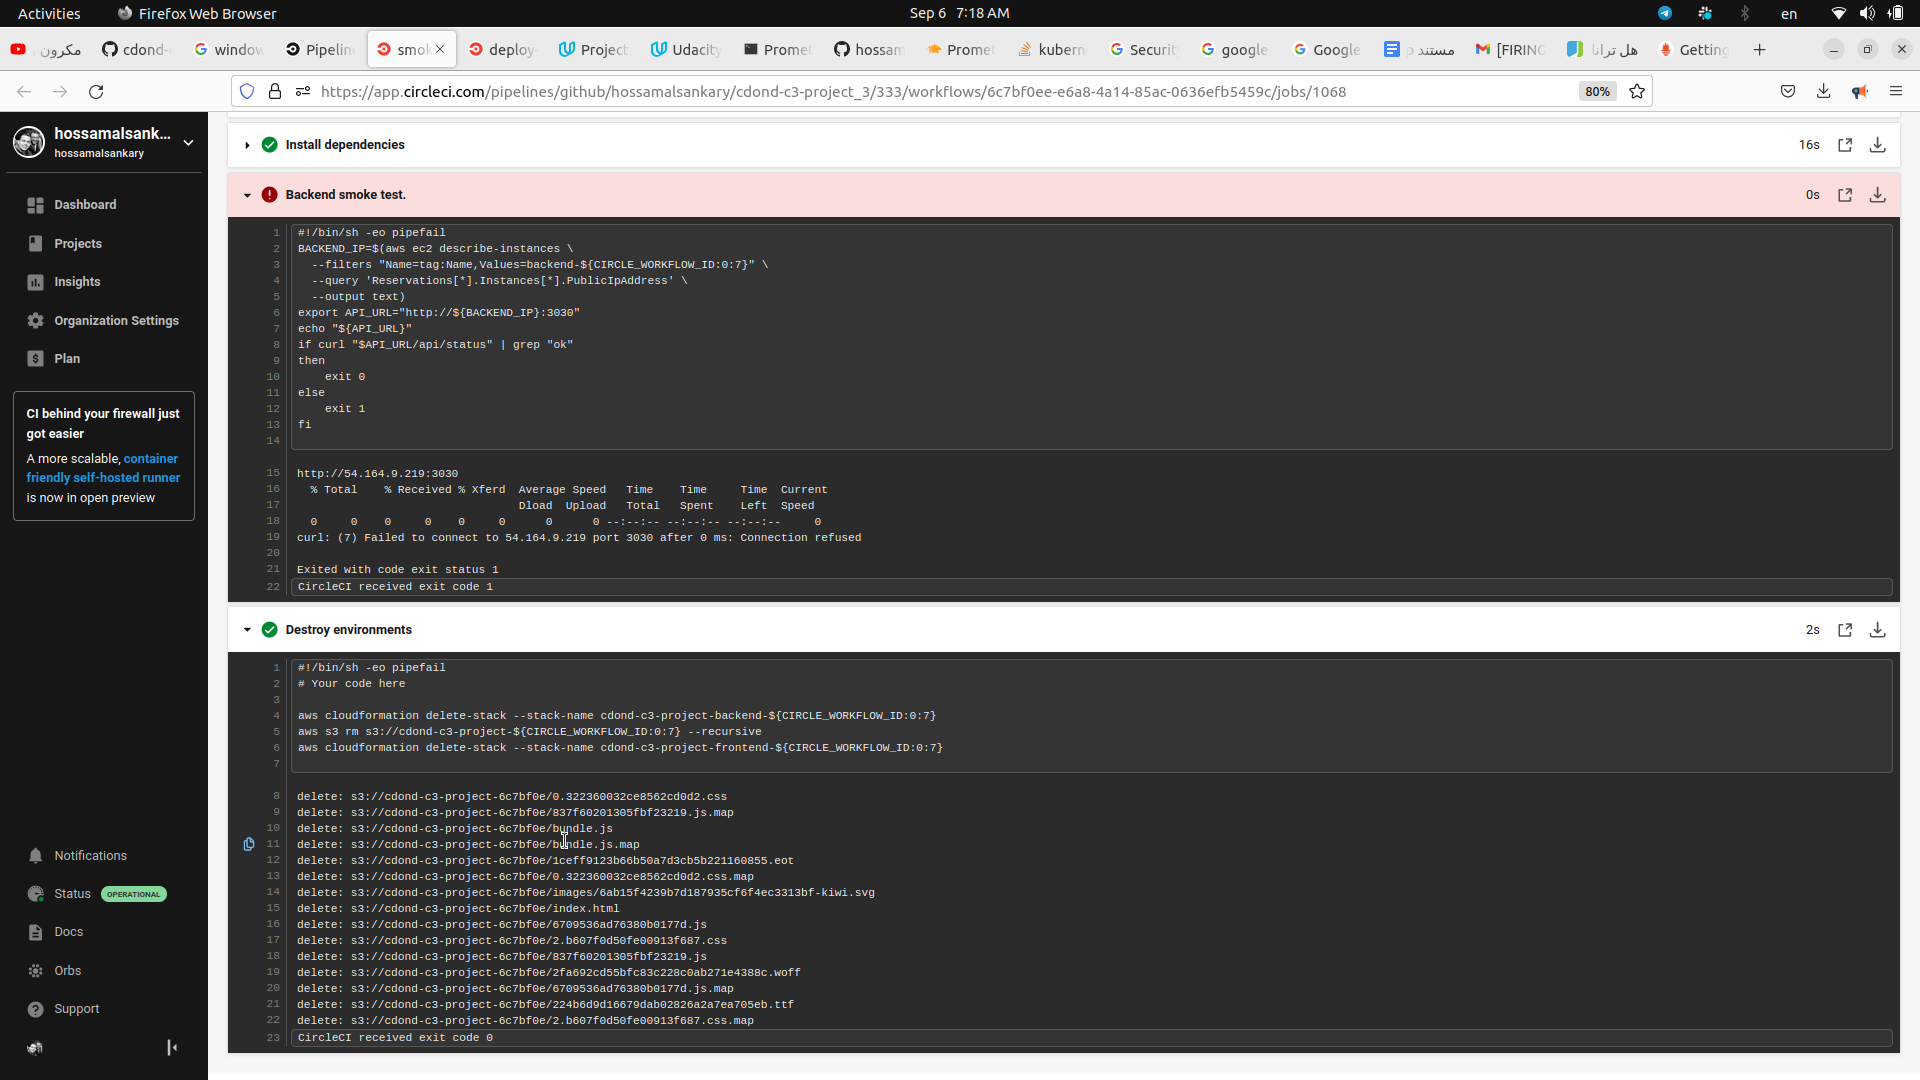 Activities
Firefox Web Browser
Sep 6 7:18 AM
en
مكرون
cdond-
windo
Pipelin
smo
deploy-
Project
Udacity
Promet
hossam
Promet
kubern
Securit
google
Google
مستند
[FIRING
هل ترانا
Getting
https://app.circleci.com/pipelines/github/hossamalsankary/cdond-c3-project_3/333/workflows/6c7bf0ee-e6a8-4a14-85ac-0636efb5459c/jobs/1068
80%
hossamalsank...
hossamalsankary
Dashboard
Projects
Insights
Organization Settings
Plan
CI behind your firewall just
got easier
A more scalable, container
friendly self-hosted runner
is now in open preview
Notifications
Status OPERATIONAL
Docs
Orbs
Support
Install dependencies
16s
Backend smoke test.
0s
1 #!/bin/sh -eo pipefail
2 BACKEND_IP=$(aws ec2 describe-instances \
3 --filters "Name=tag:Name,Values=backend-${CIRCLE_WORKFLOW_ID:0:7}" \
4 --query 'Reservations[*].Instances[*].PublicIpAddress' \
5 --output text)
6 export API_URL="http://${BACKEND_IP}:3030"
7 echo "${API_URL}"
8 if curl "$API_URL/api/status" | grep "ok"
9 then
10 exit 0
11 else
12 exit 1
13 fi
14
15 http://54.164.9.219:3030
16 % Total % Received % Xferd Average Speed Time Time Time Current
17 Dload Upload Total Spent Left Speed
18 0 0 0 0 0 0 0 0 --:--:-- --:--:-- --:--:-- 0
19 curl: (7) Failed to connect to 54.164.9.219 port 3030 after 0 ms: Connection refused
20
21 Exited with code exit status 1
22 CircleCI received exit code 1
Destroy environments
2s
1 #!/bin/sh -eo pipefail
2 # Your code here
3
4 aws cloudformation delete-stack --stack-name cdond-c3-project-backend-${CIRCLE_WORKFLOW_ID:0:7}
5 aws s3 rm s3://cdond-c3-project-${CIRCLE_WORKFLOW_ID:0:7} --recursive
6 aws cloudformation delete-stack --stack-name cdond-c3-project-frontend-${CIRCLE_WORKFLOW_ID:0:7}
7
8 delete: s3://cdond-c3-project-6c7bf0e/0.322360032ce8562cd0d2.css
9 delete: s3://cdond-c3-project-6c7bf0e/837f60201305fbf23219.js.map
10 delete: s3://cdond-c3-project-6c7bf0e/bundle.js
11 delete: s3://cdond-c3-project-6c7bf0e/bundle.js.map
12 delete: s3://cdond-c3-project-6c7bf0e/1ceff9123b66b50a7d3cb5b221160855.eot
13 delete: s3://cdond-c3-project-6c7bf0e/0.322360032ce8562cd0d2.css.map
14 delete: s3://cdond-c3-project-6c7bf0e/images/6ab15f4239b7d187935cf6f4ec3313bf-kiwi.svg
15 delete: s3://cdond-c3-project-6c7bf0e/index.html
16 delete: s3://cdond-c3-project-6c7bf0e/6709536ad76380b0177d.js
17 delete: s3://cdond-c3-project-6c7bf0e/2.b607f0d50fe00913f687.css
18 delete: s3://cdond-c3-project-6c7bf0e/837f60201305fbf23219.js
19 delete: s3://cdond-c3-project-6c7bf0e/2fa692cd55bfc83c228c0ab271e4388c.woff
20 delete: s3://cdond-c3-project-6c7bf0e/6709536ad76380b0177d.js.map
21 delete: s3://cdond-c3-project-6c7bf0e/224b6d9d16679dab02826a2a7ea705eb.ttf
22 delete: s3://cdond-c3-project-6c7bf0e/2.b607f0d50fe00913f687.css.map
23 CircleCI received exit code 0